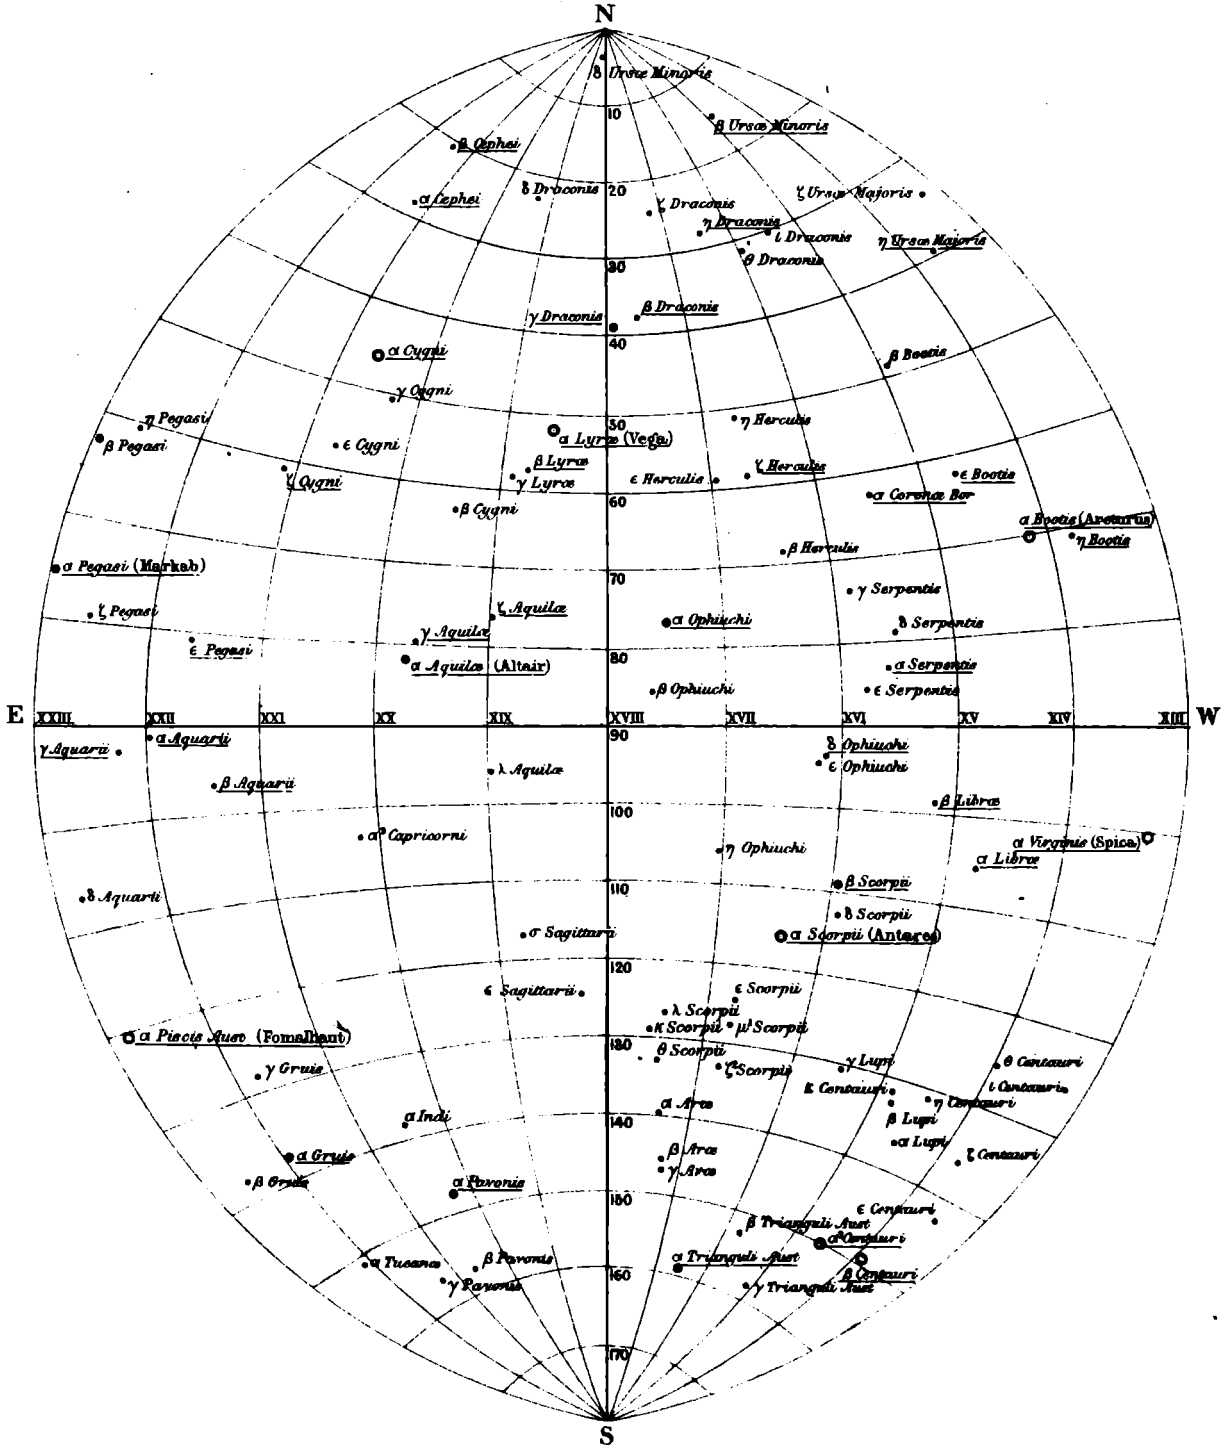 N
δ Ursæ Minoris
10
β Ursæ Minoris
β Cephei
20
δ Draconis
ζ Ursæ Majoris
α Cephei
ζ Draconis
η Draconis
ι Draconis
η Ursæ Majoris
θ Draconis
30
β Draconis
γ Draconis
40
α Cygni
β Bootis
γ Cygni
η Pegasi
50
η Herculis
β Pegasi
ε Cygni
α Lyræ (Vega)
β Lyræ
ζ Herculis
ζ Cygni
γ Lyræ
ε Herculis
ε Bootis
60
α Coronæ Bor
β Cygni
α Bootis (Arcturus)
η Bootis
β Herculis
α Pegasi (Markab)
70
γ Serpentis
ζ Pegasi
ζ Aquilæ
α Ophiuchi
δ Serpentis
γ Aquilæ
ε Pegasi
80
α Aquilæ (Altair)
α Serpentis
β Ophiuchi
ε Serpentis
E XXIII XXII XXI XX XIX XVIII XVII XVI XV XIV XIII W
90
α Aquarii
γ Aquarii
δ Ophiuchi
ε Ophiuchi
λ Aquilæ
β Aquarii
β Libræ
100
α² Capricorni
α Virginis (Spica)
η Ophiuchi
α Libræ
110
β Scorpii
δ Aquarii
δ Scorpii
σ Sagittarii
α Scorpii (Antares)
120
ε Sagittarii
ε Scorpii
λ Scorpii
κ Scorpii
μ¹ Scorpii
α Piscis Aust (Fomalhaut)
130
θ Scorpii
γ Lupi
θ Centauri
γ Gruis
ζ² Scorpii
κ Centauri
ι Centauri
α Aræ
η Centauri
α Indi
140
β Lupi
α Lupi
β Aræ
ζ Centauri
α Gruis
γ Aræ
β Gruis
α Pavonis
150
ε Centauri
β Trianguli Aust
α² Centauri
α Tucanæ
β Pavonis
α Trianguli Aust
160
β Centauri
γ Pavonis
γ Trianguli Aust
170
S